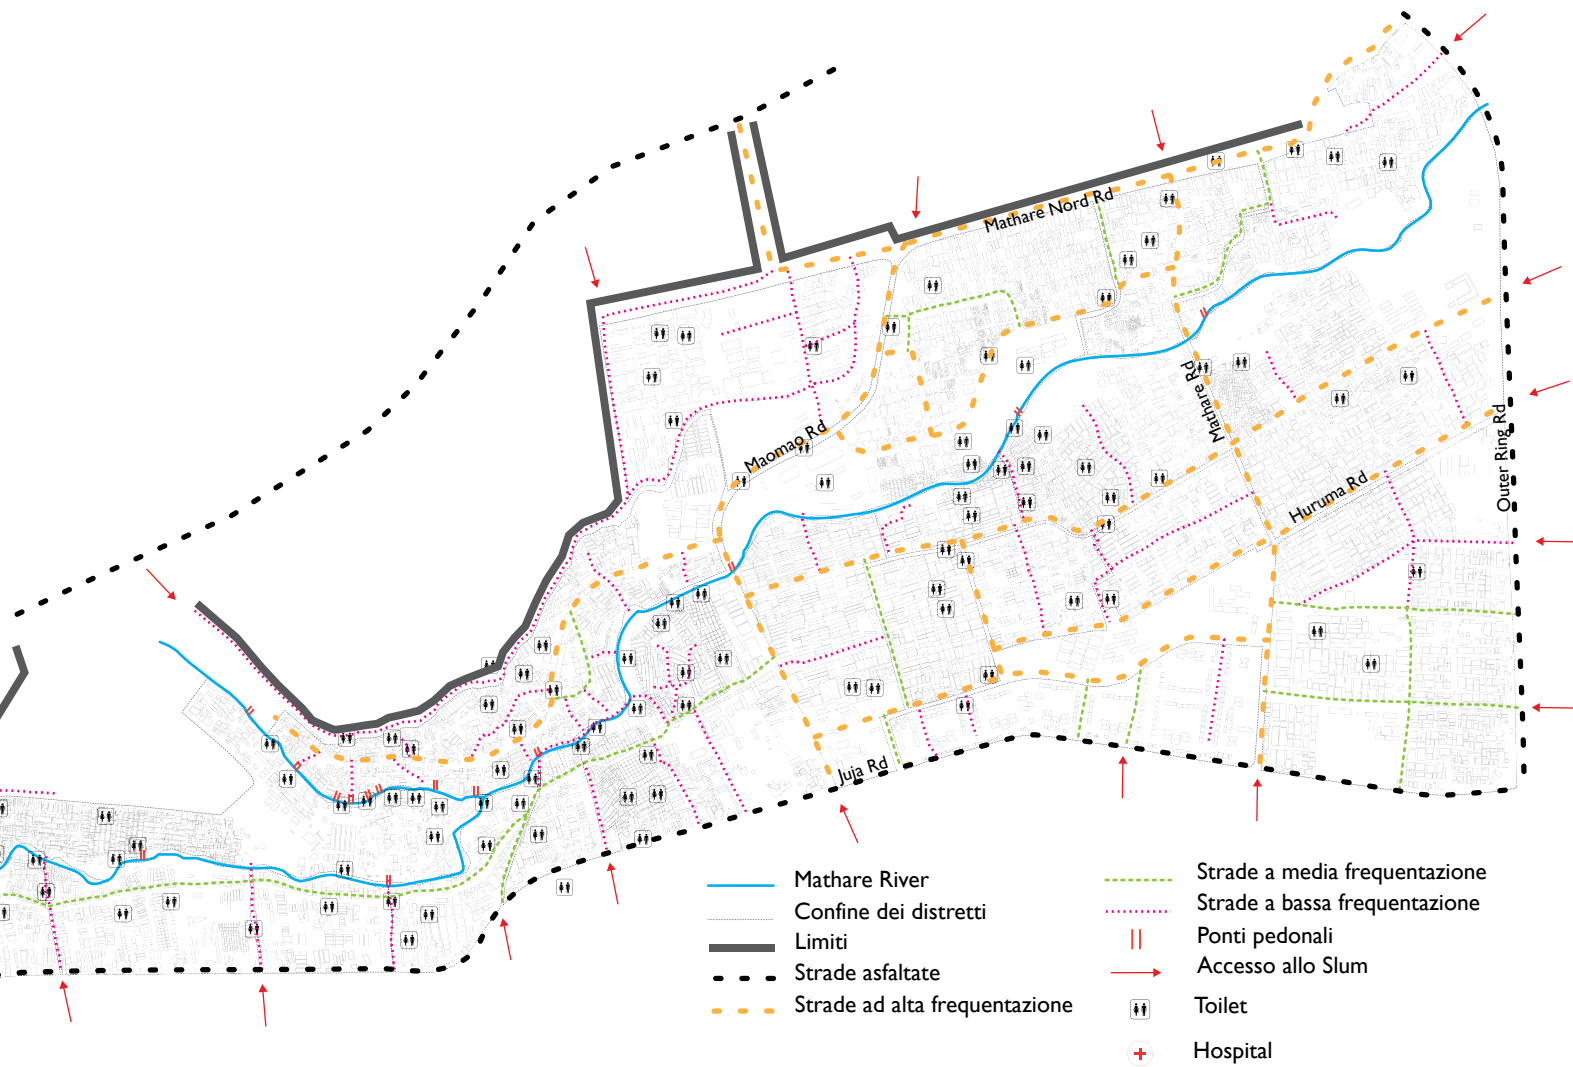 Mathare Nord Rd
Maomao Rd
Mathare Rd
Huruma Rd
Outer Ring Rd
Juja Rd
Mathare River
Confine dei distretti
Limiti
Strade asfaltate
Strade ad alta frequentazione
Strade a media frequentazione
Strade a bassa frequentazione
Ponti pedonali
Accesso allo Slum
Toilet
Hospital